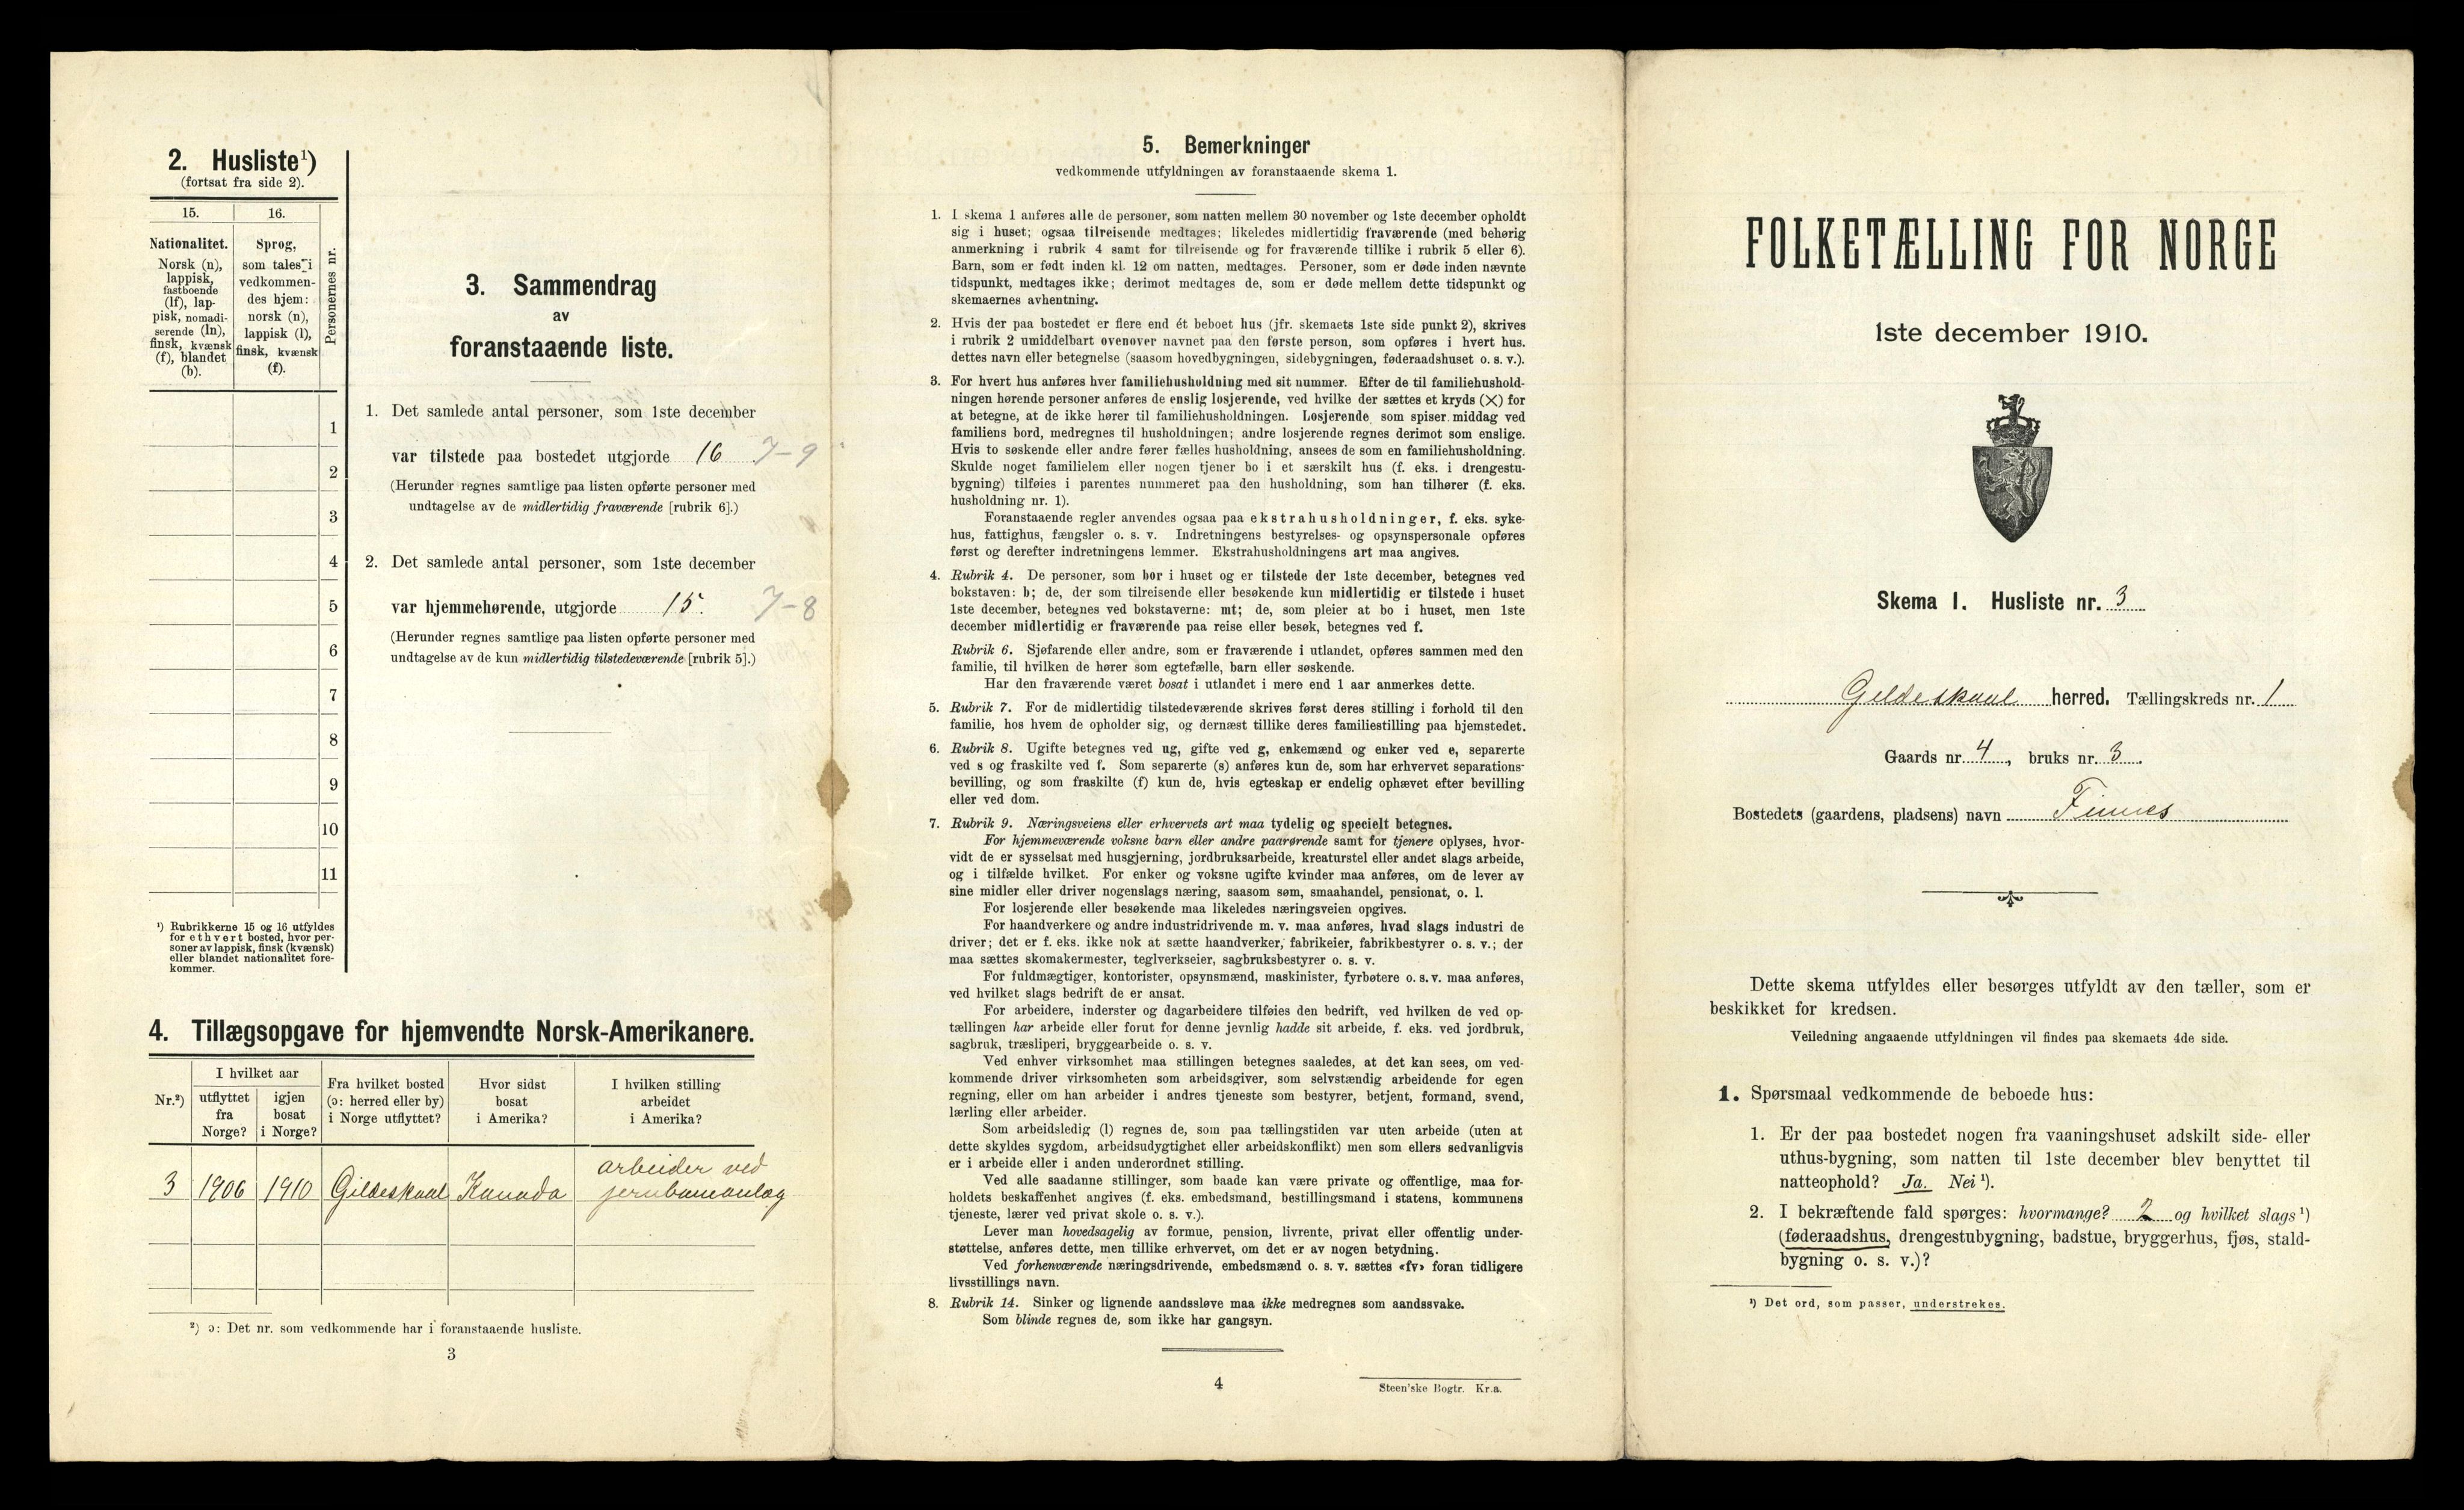 2. Husliste¹)
(fortsat fra side 2).
15.
16.
Personernes nr.
Nationalitet.
Norsk (n),
lappisk,
fastboende
(lf), lap-
pisk, nomadi-
serende (ln),
finsk, kvænsk
(f), blandet
(b).
Sprog,
som tales i
vedkommen-
des hjem:
norsk (n),
lappisk (l),
finsk, kvænsk
(f).
1
2
3
4
5
6
7
8
9
10
11
¹) Rubrikkerne 15 og 16 utfyldes
for ethvert bosted, hvor per-
soner av lappisk, finsk (kvænsk)
eller blandet nationalitet fore-
kommer.
3. Sammendrag
av
foranstaaende liste.
1. Det samlede antal personer, som 1ste december
var tilstede paa bostedet utgjorde 16 7-9
(Herunder regnes samtlige paa listen opførte personer med
undtagelse av de midlertidig fraværende [rubrik 6].)
2. Det samlede antal personer, som 1ste december
var hjemmehørende, utgjorde 15. 7-8
(Herunder regnes samtlige paa listen opførte personer med
undtagelse av de kun midlertidig tilstedeværende [rubrik 5].)
4. Tillægsopgave for hjemvendte Norsk-Amerikanere.
Nr.²)
I hvilket aar
utflyttet
fra
Norge?
igjen
bosat
i Norge?
Fra hvilket bosted
(ɔ: herred eller by)
i Norge utflyttet?
Hvor sidst
bosat
i Amerika?
I hvilken stilling
arbeidet
i Amerika?
3 1906 1910 Gildeskaal Kanada arbeider ved
jernbaneanlæg
²) ɔ: Det nr. som vedkommende har i foranstaaende husliste.
3
5. Bemerkninger
vedkommende utfyldningen av foranstaaende skema 1.
1. I skema 1 anføres alle de personer, som natten mellem 30 november og 1ste december opholdt
sig i huset; ogsaa tilreisende medtages; likeledes midlertidig fraværende (med behørig
anmerkning i rubrik 4 samt for tilreisende og for fraværende tillike i rubrik 5 eller 6).
Barn, som er født inden kl. 12 om natten, medtages. Personer, som er døde inden nævnte
tidspunkt, medtages ikke; derimot medtages de, som er døde mellem dette tidspunkt og
skemaernes avhentning.
2. Hvis der paa bostedet er flere end ét beboet hus (jfr. skemaets 1ste side punkt 2), skrives
i rubrik 2 umiddelbart ovenover navnet paa den første person, som opføres i hvert hus.
dettes navn eller betegnelse (saasom hovedbygningen, sidebygningen, føderaadshuset o. s. v.).
3. For hvert hus anføres hver familiehusholdning med sit nummer. Efter de til familiehushold-
ningen hørende personer anføres de enslig losjerende, ved hvilke der sættes et kryds (×) for
at betegne, at de ikke hører til familiehusholdningen. Losjerende som spiser middag ved
familiens bord, medregnes til husholdningen; andre losjerende regnes derimot som enslige.
Hvis to søskende eller andre fører fælles husholdning, ansees de som en familiehusholdning.
Skulde noget familielem eller nogen tjener bo i et særskilt hus (f. eks. i drengestu-
bygning) tilføies i parentes nummeret paa den husholdning, som han tilhører (f. eks.
husholdning nr. 1).
Foranstaaende regler anvendes ogsaa paa ekstrahusholdninger, f. eks. syke-
hus, fattighus, fængsler o. s. v. Indretningens bestyrelses- og opsynspersonale opføres
først og derefter indretningens lemmer. Ekstrahusholdningens art maa angives.
4. Rubrik 4. De personer, som bor i huset og er tilstede der 1ste december, betegnes ved
bokstaven: b; de, der som tilreisende eller besøkende kun midlertidig er tilstede i huset
1ste december, betegnes ved bokstaverne: mt; de, som pleier at bo i huset, men 1ste
december midlertidig er fraværende paa reise eller besøk, betegnes ved f.
Rubrik 6. Sjøfarende eller andre, som er fraværende i utlandet, opføres sammen med den
familie, til hvilken de hører som egtefælle, barn eller søskende.
Har den fraværende været bosat i utlandet i mere end 1 aar anmerkes dette.
5. Rubrik 7. For de midlertidig tilstedeværende skrives først deres stilling i forhold til den
familie, hos hvem de opholder sig, og dernæst tillike deres familiestilling paa hjemstedet.
6. Rubrik 8. Ugifte betegnes ved ug, gifte ved g, enkemænd og enker ved e, separerte
ved s og fraskilte ved f. Som separerte (s) anføres kun de, som har erhvervet separations-
bevilling, og som fraskilte (f) kun de, hvis egteskap er endelig ophævet efter bevilling
eller ved dom.
7. Rubrik 9. Næringsveiens eller erhvervets art maa tydelig og specielt betegnes.
For hjemmeværende voksne barn eller andre paarørende samt for tjenere oplyses, hvor-
vidt de er sysselsat med husgjerning, jordbruksarbeide, kreaturstel eller andet slags arbeide,
og i tilfælde hvilket. For enker og voksne ugifte kvinder maa anføres, om de lever av
sine midler eller driver nogenslags næring, saasom søm, smaahandel, pensionat, o. l.
For losjerende eller besøkende maa likeledes næringsveien opgives.
For haandverkere og andre industridrivende m. v. maa anføres, hvad slags industri de
driver; det er f. eks. ikke nok at sætte haandverker, fabrikeier, fabrikbestyrer o. s. v.; der
maa sættes skomakermester, teglverkseier, sagbruksbestyrer o. s. v.
For fuldmægtiger, kontorister, opsynsmænd, maskinister, fyrbøtere o. s. v. maa anføres,
ved hvilket slags bedrift de er ansat.
For arbeidere, inderster og dagarbeidere tilføies den bedrift, ved hvilken de ved op-
tællingen har arbeide eller forut for denne jevnlig hadde sit arbeide, f. eks. ved jordbruk,
sagbruk, træsliperi, bryggearbeide o. s. v.
Ved enhver virksomhet maa stillingen betegnes saaledes, at det kan sees, om ved-
kommende driver virksomheten som arbeidsgiver, som selvstændig arbeidende for egen
regning, eller om han arbeider i andres tjeneste som bestyrer, betjent, formand, svend,
lærling eller arbeider.
Som arbeidsledig (l) regnes de, som paa tællingstiden var uten arbeide (uten at
dette skyldes sygdom, arbeidsudygtighet eller arbeidskonflikt) men som ellers sedvanligvis
er i arbeide eller i anden underordnet stilling.
Ved alle saadanne stillinger, som baade kan være private og offentlige, maa for-
holdets beskaffenhet angives (f. eks. embedsmand, bestillingsmand i statens, kommunens
tjeneste, lærer ved privat skole o. s. v.).
Lever man hovedsagelig av formue, pension, livrente, privat eller offentlig under-
støttelse, anføres dette, men tillike erhvervet, om det er av nogen betydning.
Ved forhenværende næringsdrivende, embedsmænd o. s. v. sættes «fv» foran tidligere
livsstillings navn.
8. Rubrik 14. Sinker og lignende aandssløve maa ikke medregnes som aandssvake.
Som blinde regnes de, som ikke har gangsyn.
4
Steen'ske Bogtr. Kr.a.
FOLKETÆLLING FOR NORGE
1ste december 1910.
Skema 1. Husliste nr. 3
Gildeskaal herred. Tællingskreds nr. 1
Gaards nr. 4, bruks nr. 3.
Bostedets (gaardens, pladsens) navn Finnes
Dette skema utfyldes eller besørges utfyldt av den tæller, som er
beskikket for kredsen.
Veiledning angaaende utfyldningen vil findes paa skemaets 4de side.
1. Spørsmaal vedkommende de beboede hus:
1. Er der paa bostedet nogen fra vaaningshuset adskilt side- eller
uthus-bygning, som natten til 1ste december blev benyttet til
natteophold? Ja. Nei ¹).
2. I bekræftende fald spørges: hvormange? 2 og hvilket slags ¹)
(føderaadshus, drengestubygning, badstue, bryggerhus, fjøs, stald-
bygning o. s. v.)?
¹) Det ord, som passer, understrekes.